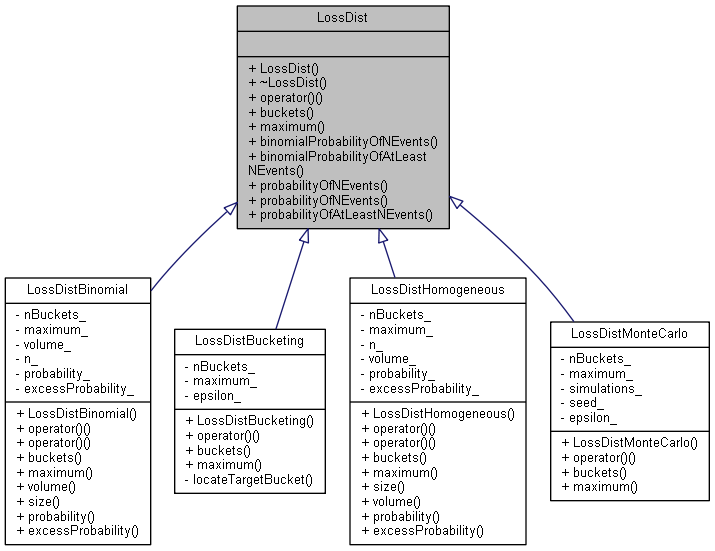 LossDist
+ LossDist()
+ ~LossDist()
+ operator()()
+ buckets()
+ maximum()
+ binomialProbabilityOfNEvents()
+ binomialProbabilityOfAtLeast
NEvents()
+ probabilityOfNEvents()
+ probabilityOfNEvents()
+ probabilityOfAtLeastNEvents()
LossDistBinomial
- nBuckets_
- maximum_
- volume_
- n_
- probability_
- excessProbability_
+ LossDistBinomial()
+ operator()()
+ operator()()
+ buckets()
+ maximum()
+ volume()
+ size()
+ probability()
+ excessProbability()
LossDistBucketing
- nBuckets_
- maximum_
- epsilon_
+ LossDistBucketing()
+ operator()()
+ buckets()
+ maximum()
- locateTargetBucket()
LossDistHomogeneous
- nBuckets_
- maximum_
- n_
- volume_
- probability_
- excessProbability_
+ LossDistHomogeneous()
+ operator()()
+ operator()()
+ buckets()
+ maximum()
+ size()
+ volume()
+ probability()
+ excessProbability()
LossDistMonteCarlo
- nBuckets_
- maximum_
- simulations_
- seed_
- epsilon_
+ LossDistMonteCarlo()
+ operator()()
+ buckets()
+ maximum()